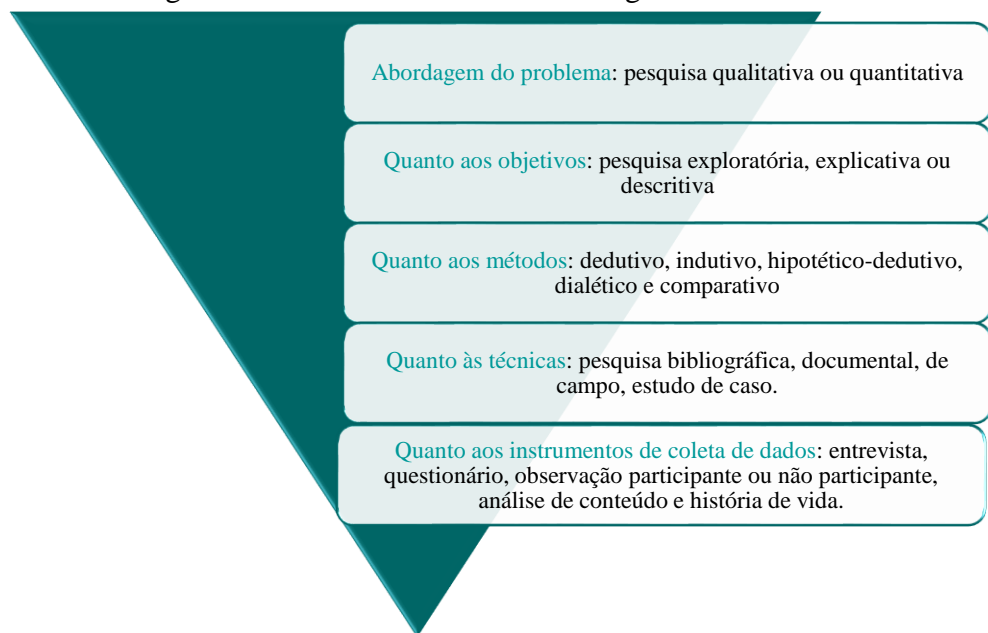 Abordagem do problema: pesquisa qualitativa ou quantitativa
Quanto aos objetivos: pesquisa exploratória, explicativa ou
descritiva
Quanto aos métodos: dedutivo, indutivo, hipotético-dedutivo,
dialético e comparativo
Quanto às técnicas: pesquisa bibliográfica, documental, de
campo, estudo de caso.
Quanto aos instrumentos de coleta de dados: entrevista,
questionário, observação participante ou não participante,
análise de conteúdo e história de vida.